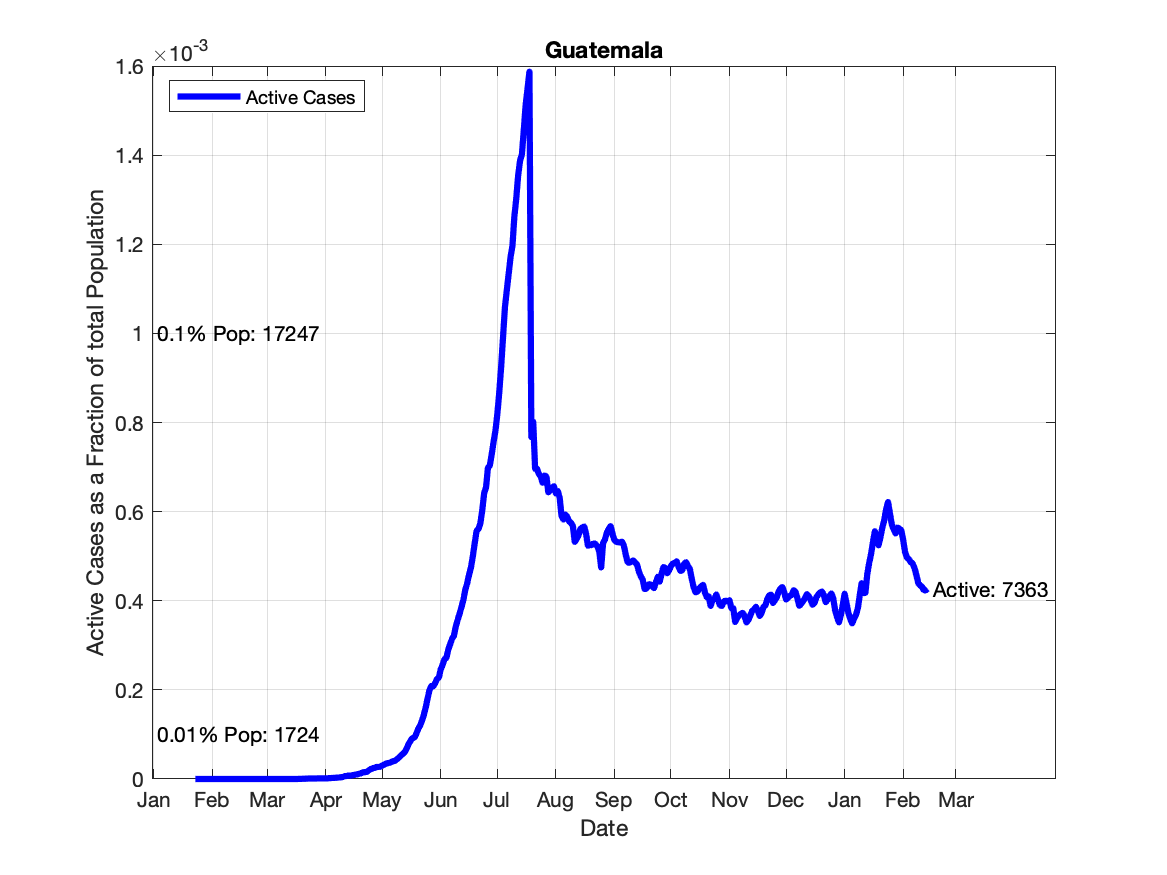 ×10-3
Guatemala
Active Cases
1.6
1.4
1.2
1
0.8
0.6
0.4
0.2
0
Active Cases as a Fraction of total Population
0.1% Pop: 17247
0.01% Pop: 1724
Active: 7363
Jan Feb Mar Apr May Jun Jul Aug Sep Oct Nov Dec Jan Feb Mar
Date